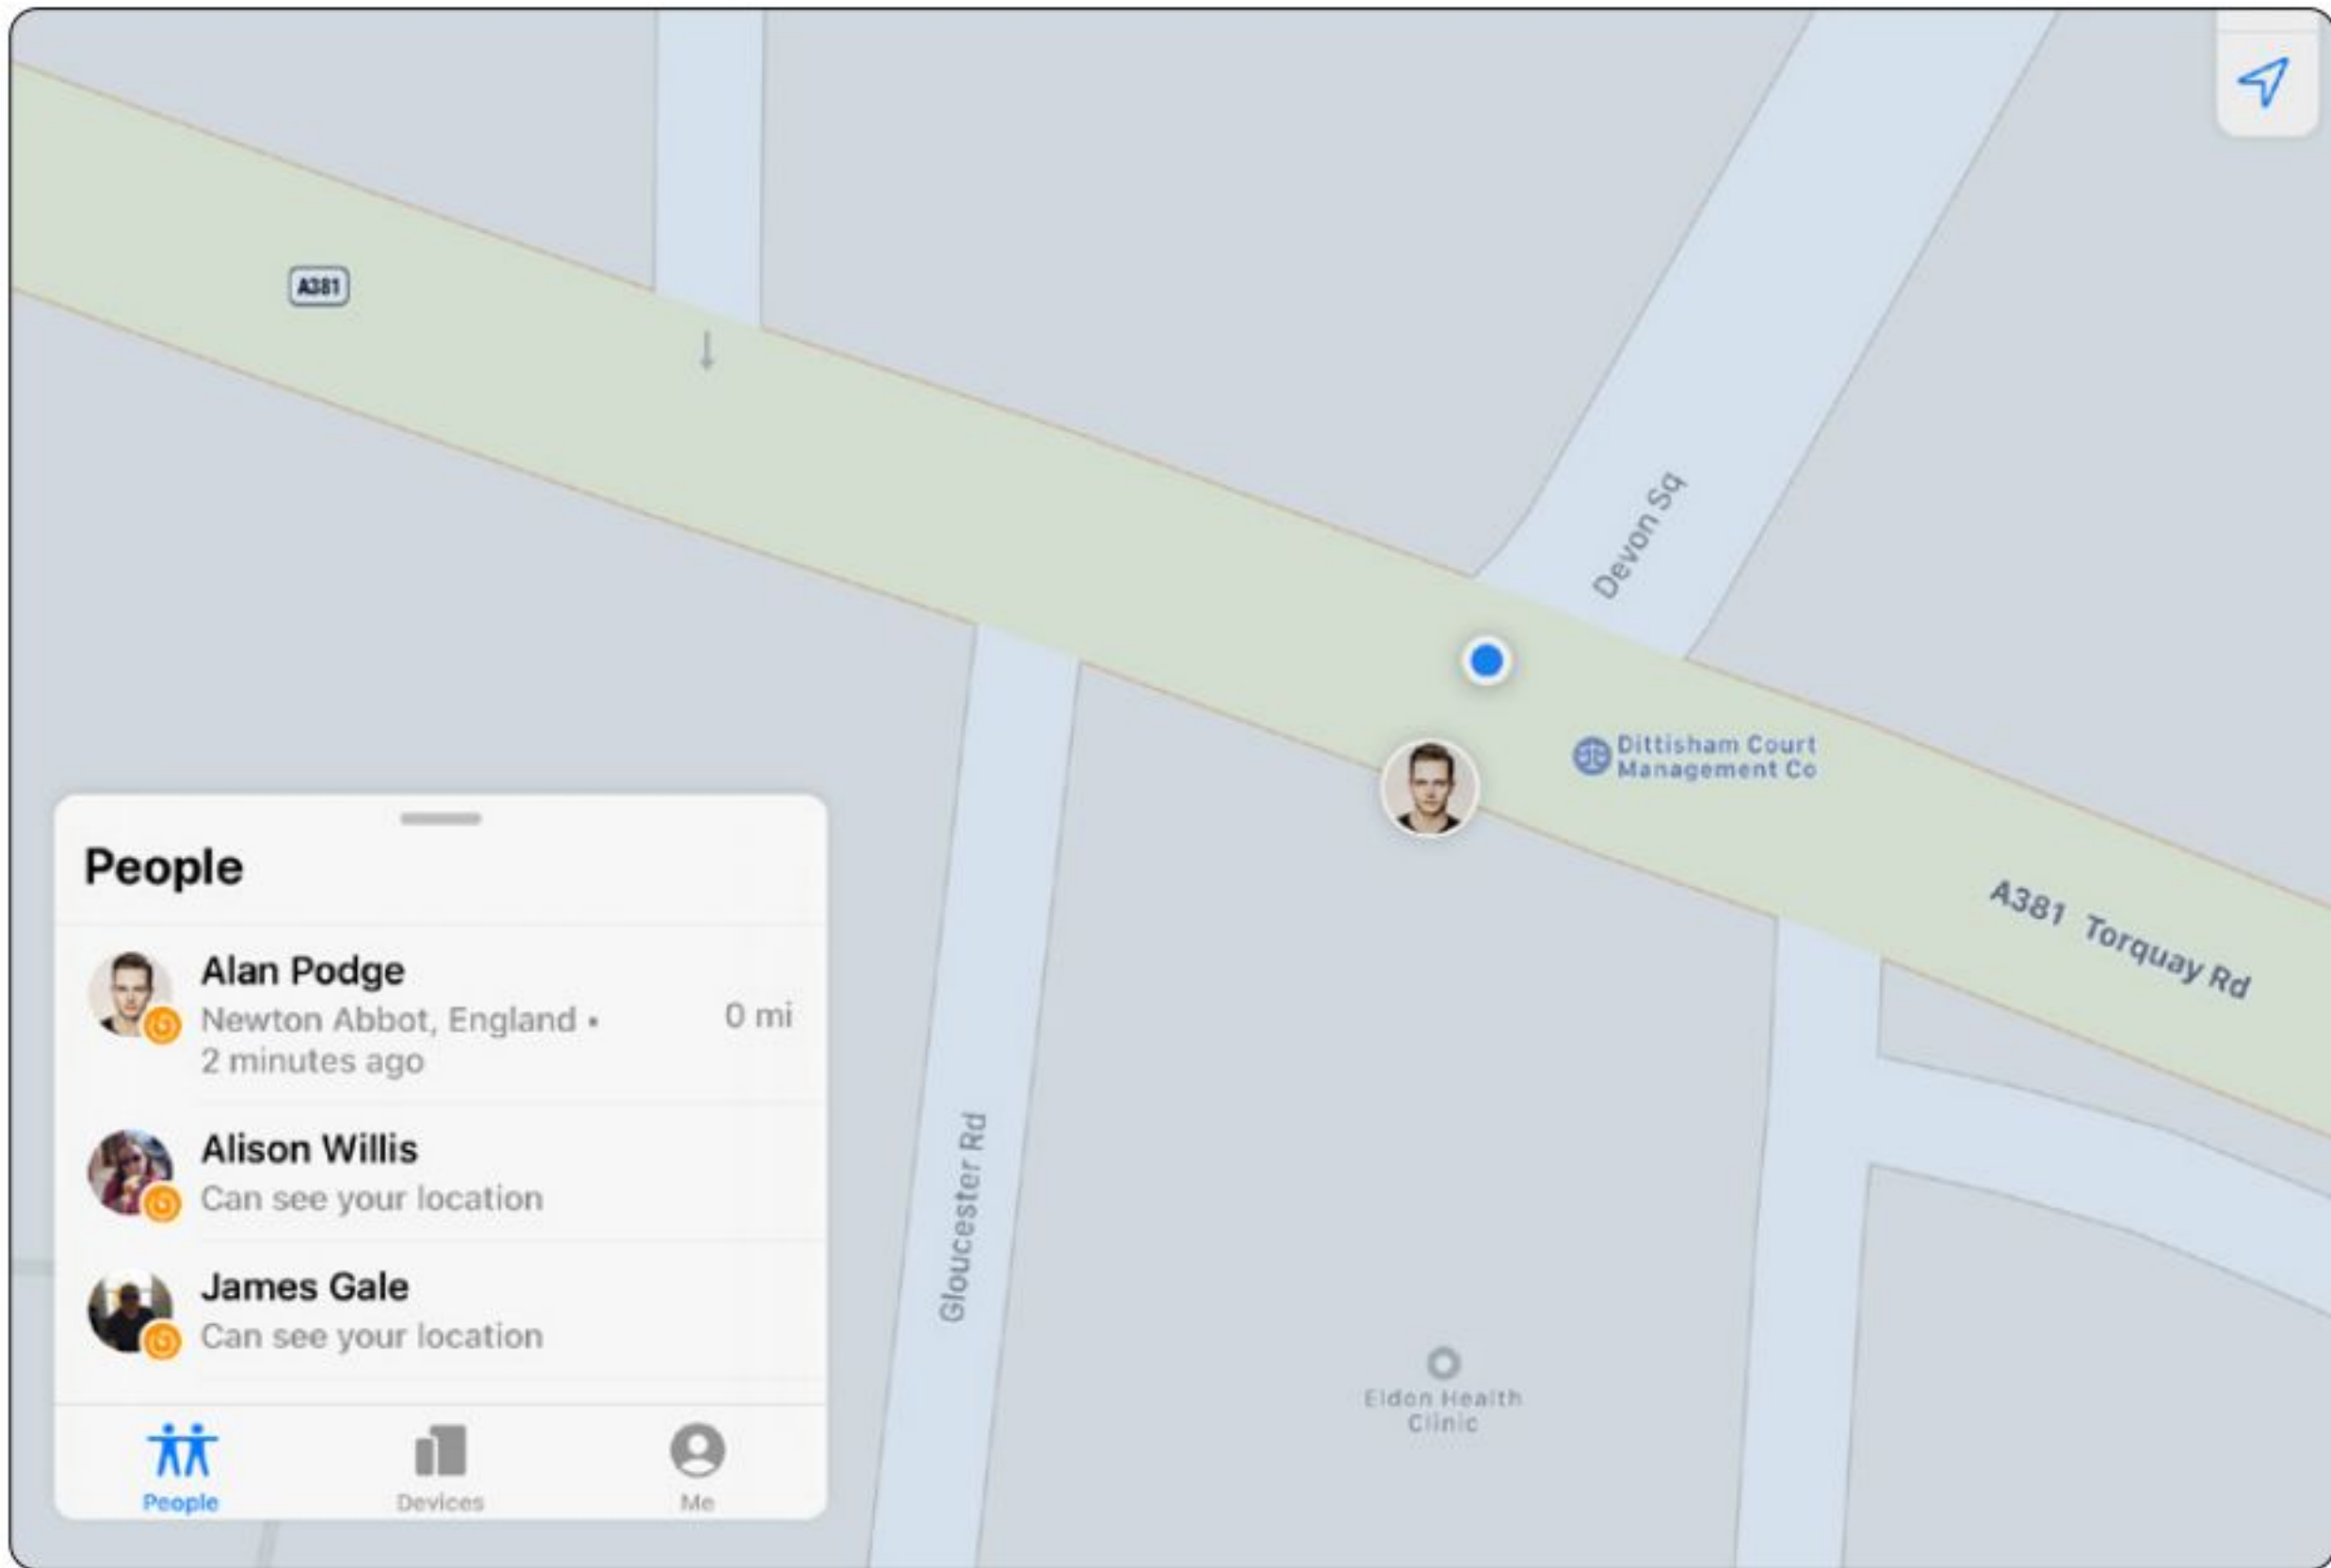 A381
Devon Sq
Dittisham Court
Management Co
A381 Torquay Rd
Gloucester Rd
Eldon Health
Clinic
People
Alan Podge
Newton Abbot, England •
2 minutes ago
0 mi
Alison Willis
Can see your location
James Gale
Can see your location
People
Devices
Me